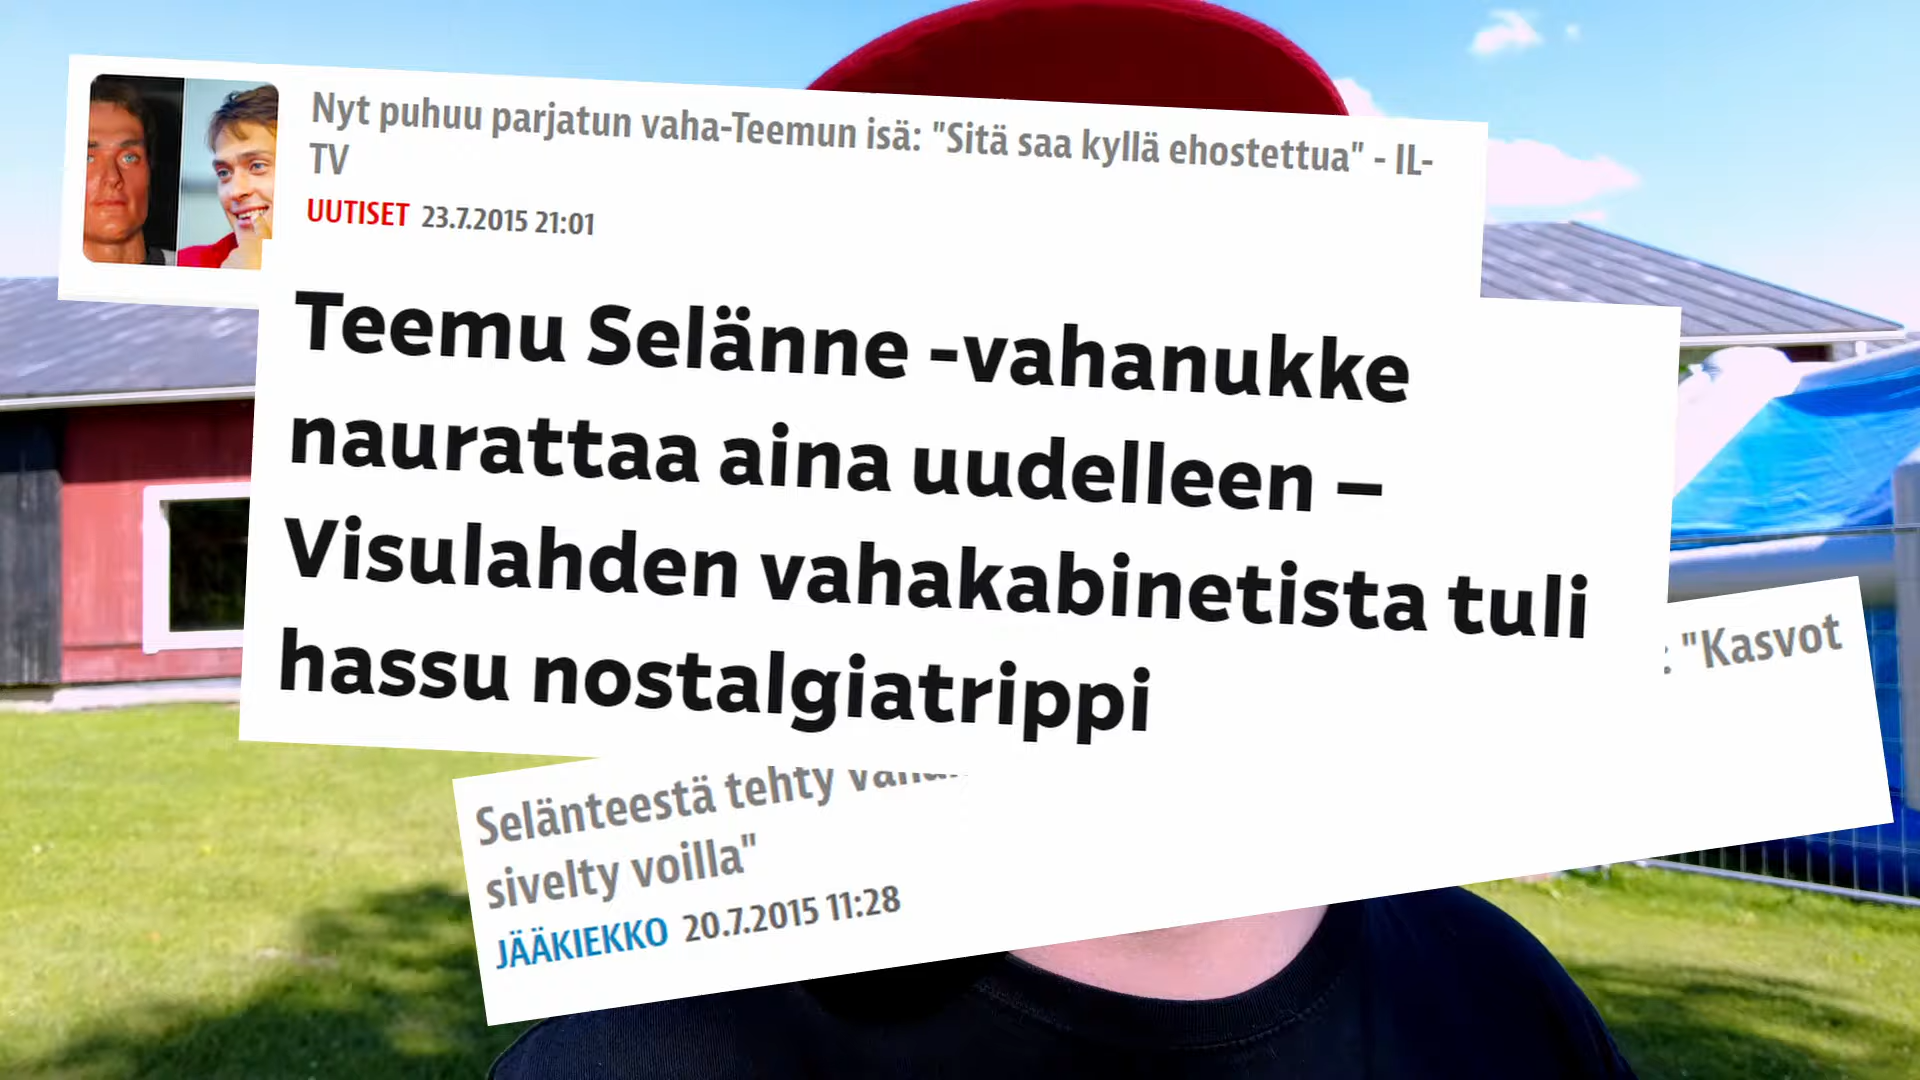 Nyt puhuu parjatun vaha-Teemun isä: "Sitä saa kyllä ehostettua" - IL-
TV
UUTISET 23.7.2015 21:01
Teemu Selänne -vahanukke
naurattaa aina uudelleen –
Visulahden vahakabinetista tuli
hassu nostalgiatrippi
Selänteestä tehty : "Kasvot
sivelty voilla"
JÄÄKIEKKO 20.7.2015 11:28